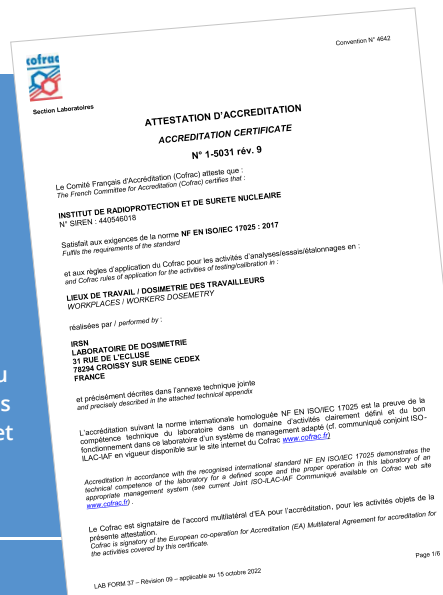 cofrac
Convention N° 4642
Section Laboratoires
ATTESTATION D'ACCREDITATION
ACCREDITATION CERTIFICATE
N° 1-5031 rév. 9
Le Comité Français d'Accréditation (Cofrac) atteste que :
The French Committee for Accreditation (Cofrac) certifies that :
INSTITUT DE RADIOPROTECTION ET DE SURETE NUCLEAIRE
N° SIREN : 440546018
Satisfait aux exigences de la norme NF EN ISO/IEC 17025 : 2017
Fulfils the requirements of the standard
et aux règles d'application du Cofrac pour les activités d'analyses/essais/étalonnages en :
and Cofrac rules of application for the activities of testing/calibration in :
LIEUX DE TRAVAIL / DOSIMETRIE DES TRAVAILLEURS
WORKPLACES / WORKERS DOSEMETRY
réalisées par / performed by :
IRSN
LABORATOIRE DE DOSIMETRIE
31 RUE DE L'ECLUSE
78294 CROISSY SUR SEINE CEDEX
FRANCE
et précisément décrites dans l'annexe technique jointe
and precisely described in the attached technical appendix
L'accréditation suivant la norme internationale homologuée NF EN ISO/IEC 17025 est la preuve de la
compétence technique du laboratoire dans un domaine d'activités clairement défini et du bon
fonctionnement dans ce laboratoire d'un système de management adapté (cf. communiqué conjoint ISO-
ILAC-IAF en vigueur disponible sur le site internet du Cofrac www.cofrac.fr)
Accreditation in accordance with the recognised international standard NF EN ISO/IEC 17025 demonstrates the
technical competence of the laboratory for a defined scope and the proper operation in this laboratory of an
appropriate management system (see current Joint ISO-ILAC-IAF Communiqué available on Cofrac web site
www.cofrac.fr) .
Le Cofrac est signataire de l'accord multilatéral d'EA pour l'accréditation, pour les activités objets de la
présente attestation.
Cofrac is signatory of the European co-operation for Accreditation (EA) Multilateral Agreement for accreditation for
the activities covered by this certificate.
Page 1/6
LAB FORM 37 – Révision 09 – applicable au 15 octobre 2022
u
s
et